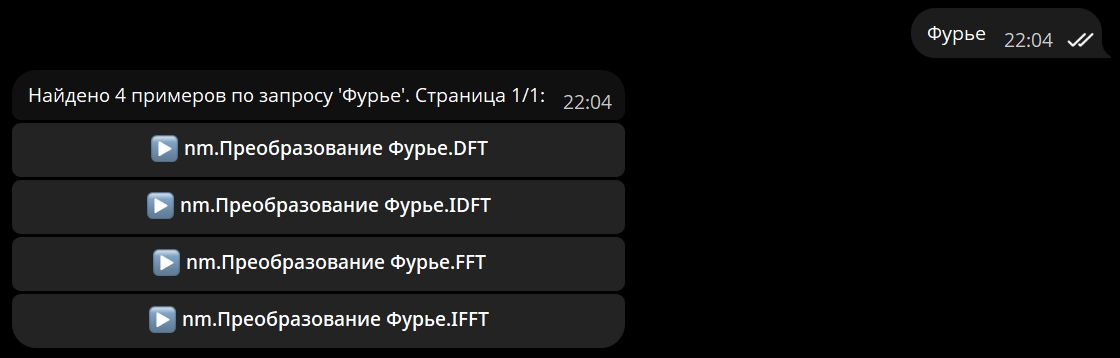 Фурье 22:04
Найдено 4 примеров по запросу 'Фурье'. Страница 1/1: 22:04
nm.Преобразование Фурье.DFT
nm.Преобразование Фурье.IDFT
nm.Преобразование Фурье.FFT
nm.Преобразование Фурье.IFFT